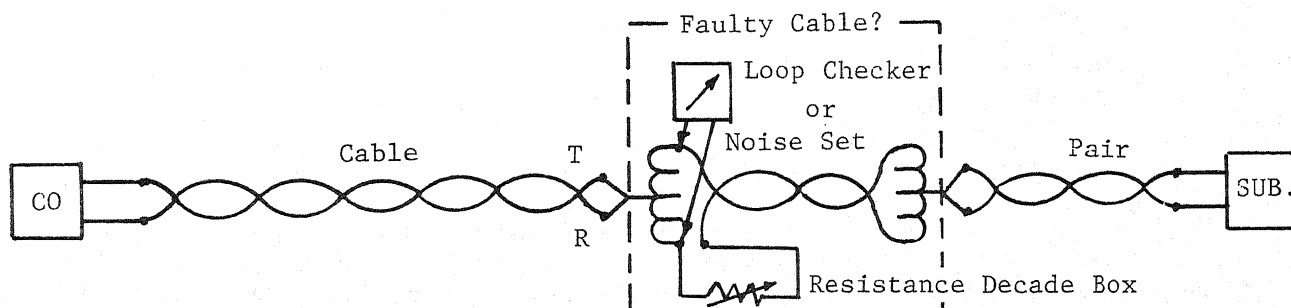 Faulty Cable?
Loop Checker
or
Noise Set
Cable
T
Pair
CO
SUB.
R
Resistance Decade Box